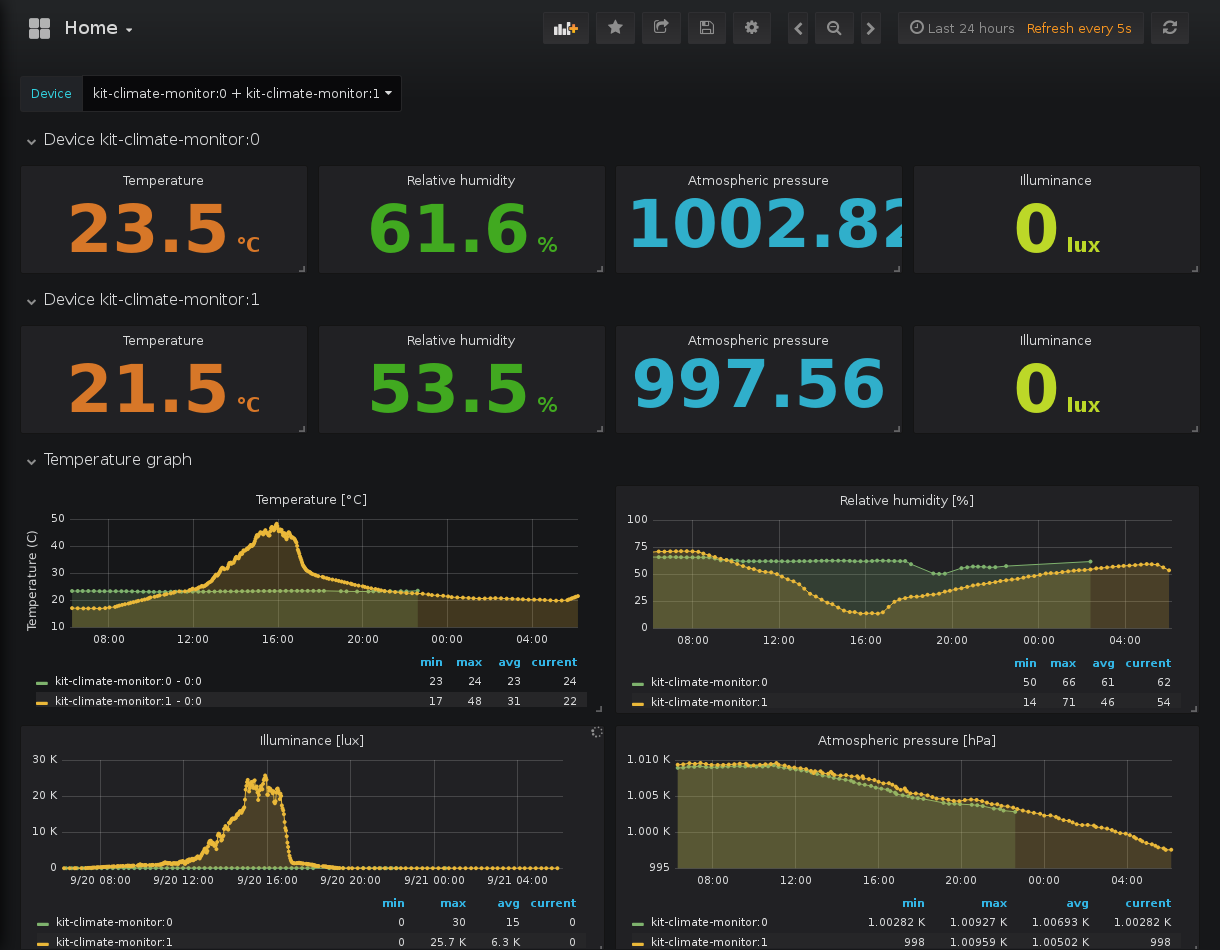 Home
Last 24 hours Refresh every 5s
Device kit-climate-monitor:0 + kit-climate-monitor:1
Device kit-climate-monitor:0
Temperature Relative humidity Atmospheric pressure Illuminance
23.5 °C 61.6 % 1002.82 0 lux
Device kit-climate-monitor:1
Temperature Relative humidity Atmospheric pressure Illuminance
21.5 °C 53.5 % 997.56 0 lux
Temperature graph
Temperature [°C]
Temperature (C)
50
40
30
20
10
08:00 12:00 16:00 20:00 00:00 04:00
min max avg current
kit-climate-monitor:0 - 0:0 23 24 23 24
kit-climate-monitor:1 - 0:0 17 48 31 22
Relative humidity [%]
100
75
50
25
0
08:00 12:00 16:00 20:00 00:00 04:00
min max avg current
kit-climate-monitor:0 50 66 61 62
kit-climate-monitor:1 14 71 46 54
Illuminance [lux]
30 K
20 K
10 K
0
9/20 08:00 9/20 12:00 9/20 16:00 9/20 20:00 9/21 00:00 9/21 04:00
min max avg current
kit-climate-monitor:0 0 30 15 0
kit-climate-monitor:1 0 25.7 K 6.3 K 0
Atmospheric pressure [hPa]
1.010 K
1.005 K
1.000 K
995
08:00 12:00 16:00 20:00 00:00 04:00
min max avg current
kit-climate-monitor:0 1.00282 K 1.00927 K 1.00693 K 1.00282 K
kit-climate-monitor:1 998 1.00959 K 1.00502 K 998